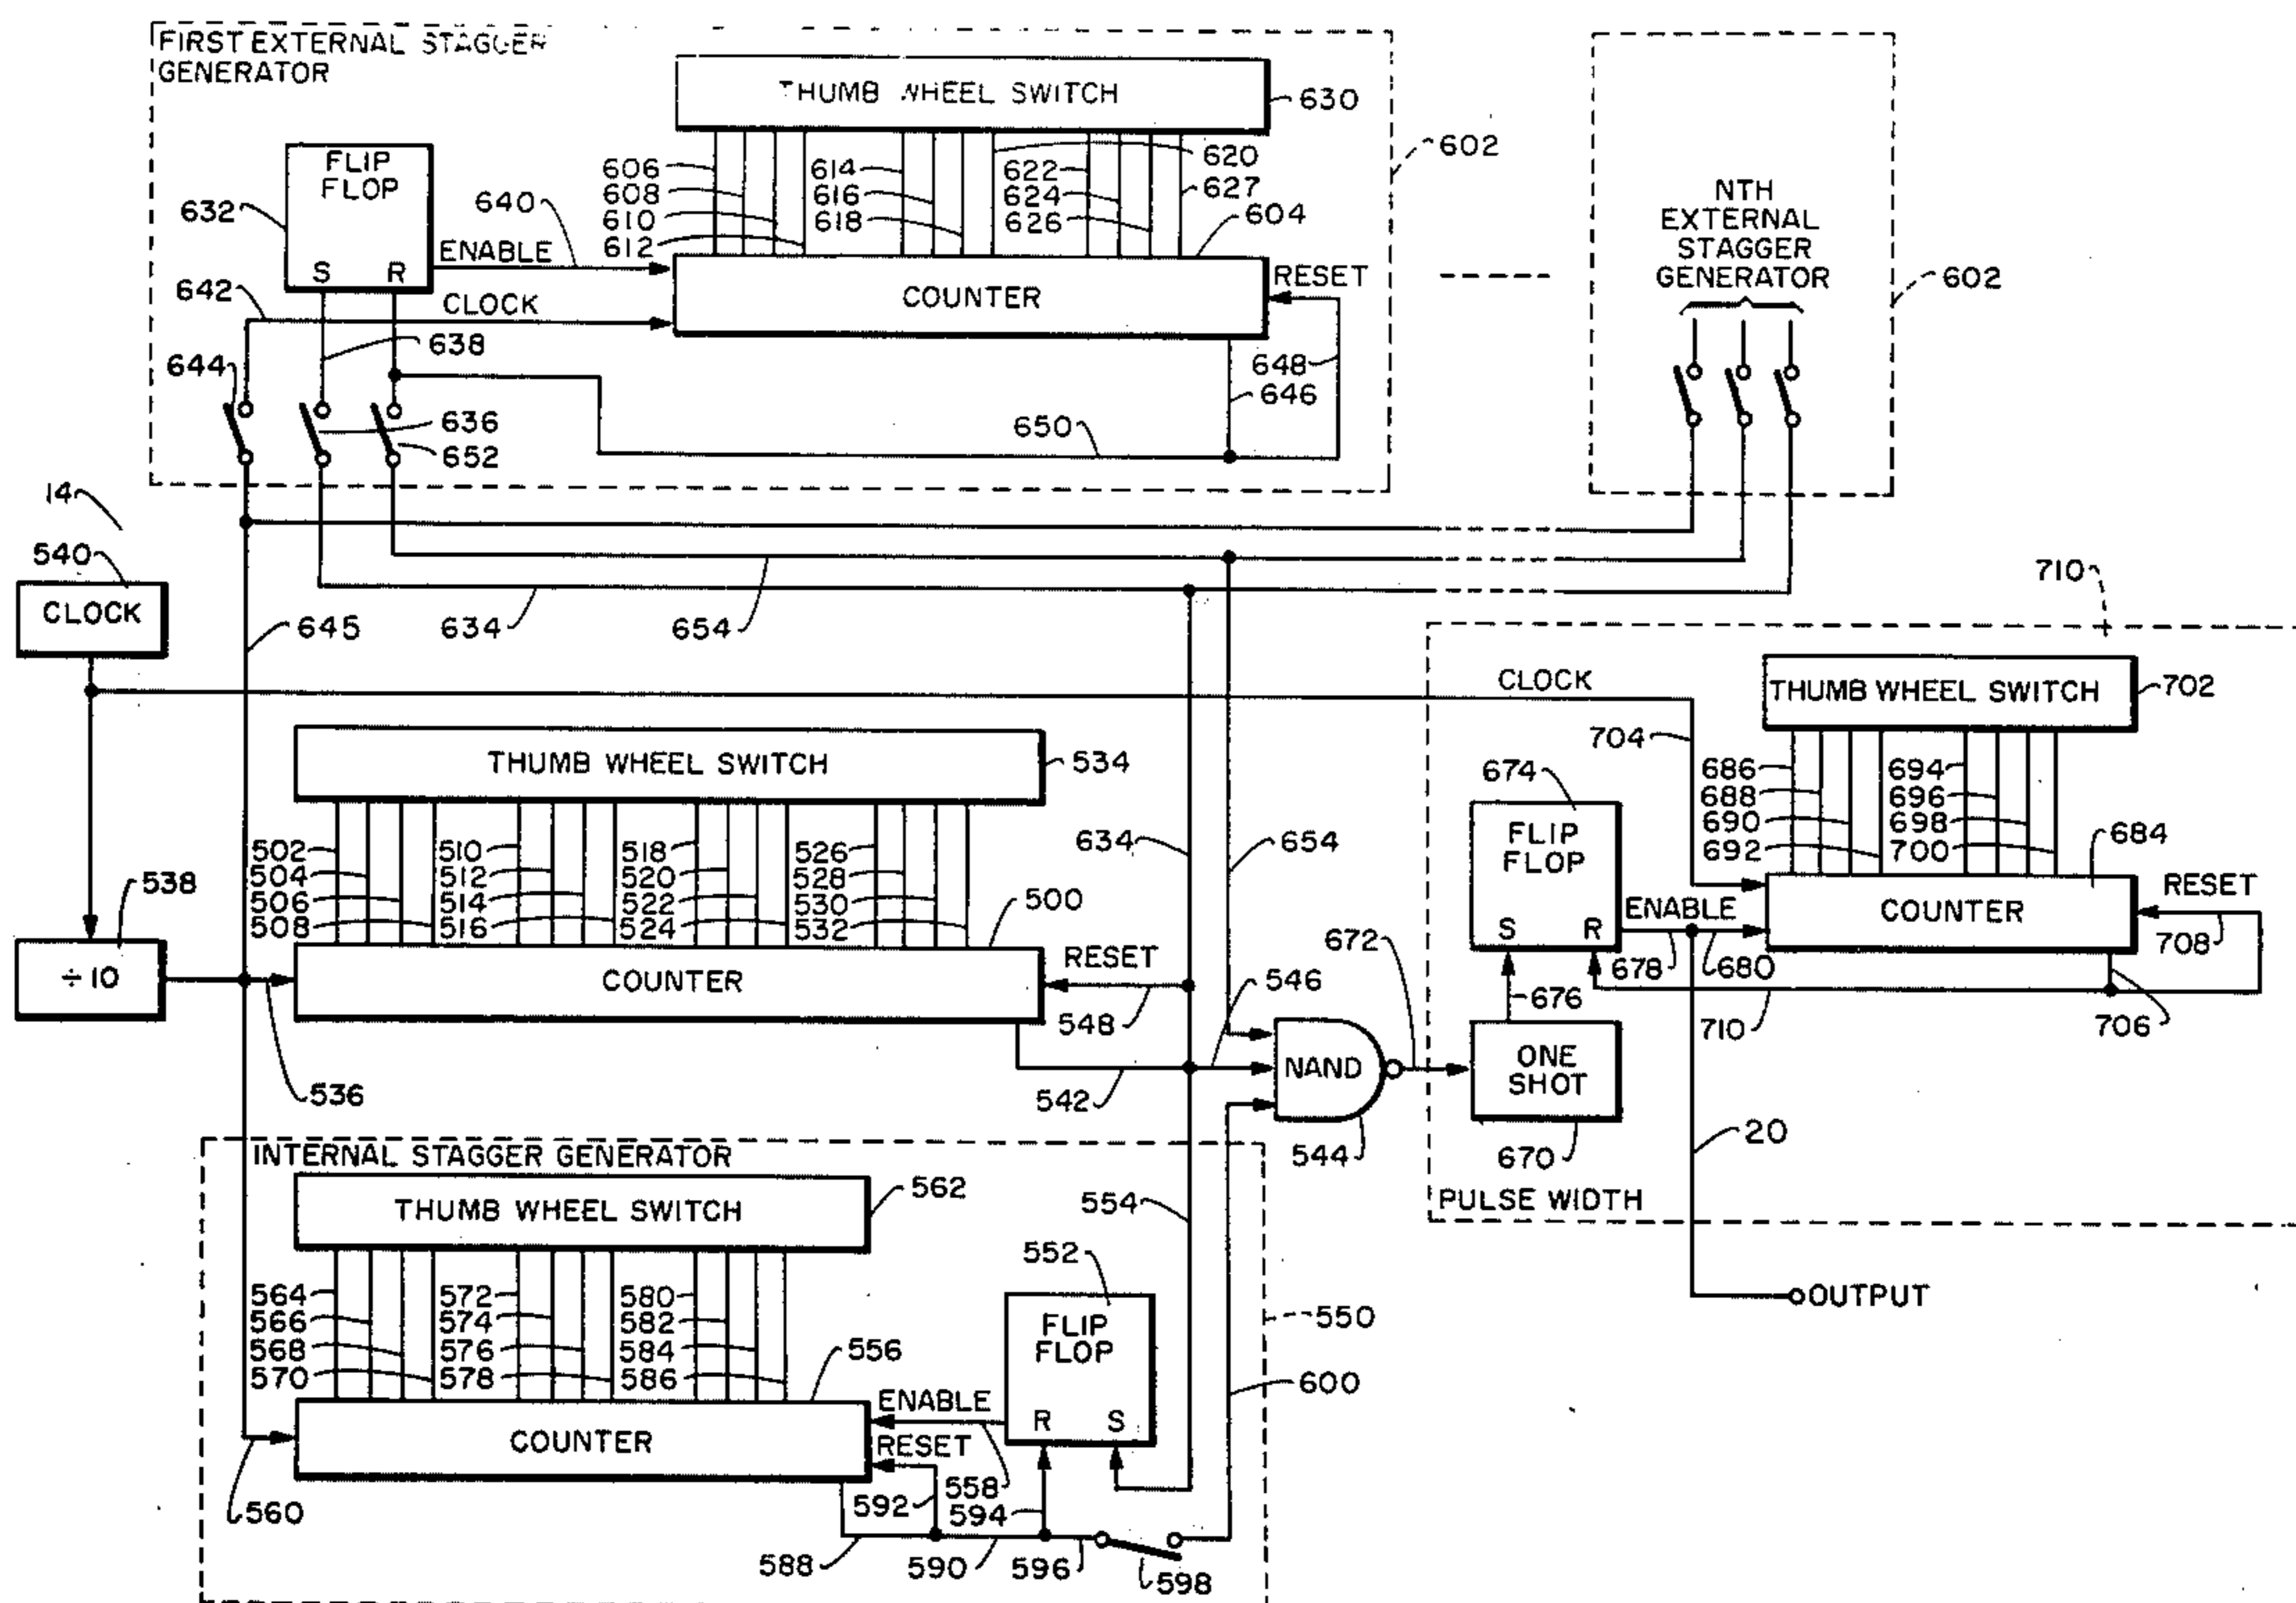 FIRST EXTERNAL STAGGER
GENERATOR
THUMB WHEEL SWITCH
630
602
FLIP
FLOP
S R
632
640
ENABLE
606
608
610
612
614
616
618
620
622
624
626
627
604
COUNTER
RESET
642
CLOCK
638
644
636
652
648
646
650
NTH
EXTERNAL
STAGGER
GENERATOR
602
14
540
CLOCK
645
634
654
710
CLOCK
THUMB WHEEL SWITCH
702
704
THUMB WHEEL SWITCH
534
674
686
688
690
692
694
696
698
700
684
502
504
506
508
510
512
514
516
518
520
522
524
526
528
530
532
500
634
654
FLIP
FLOP
S R
ENABLE
COUNTER
RESET
708
538
÷ 10
COUNTER
RESET
548
546
672
678
680
676
710
706
536
542
NAND
544
ONE
SHOT
670
20
PULSE WIDTH
INTERNAL STAGGER GENERATOR
THUMB WHEEL SWITCH
562
554
552
564
566
568
570
572
574
576
578
580
582
584
586
556
FLIP
FLOP
R S
550
OUTPUT
600
COUNTER
ENABLE
RESET
558
560
592
594
588
590
596
598